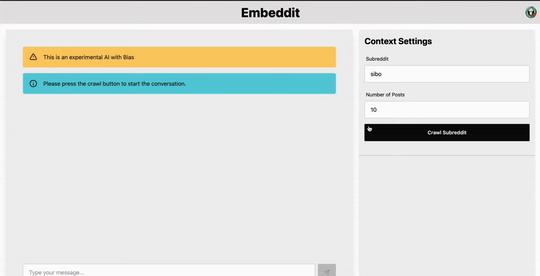 Embeddit
This is an experimental AI with Bias
Please press the crawl button to start the conversation.
Type your message...
Context Settings
Subreddit
sibo
Number of Posts
10
Crawl Subreddit